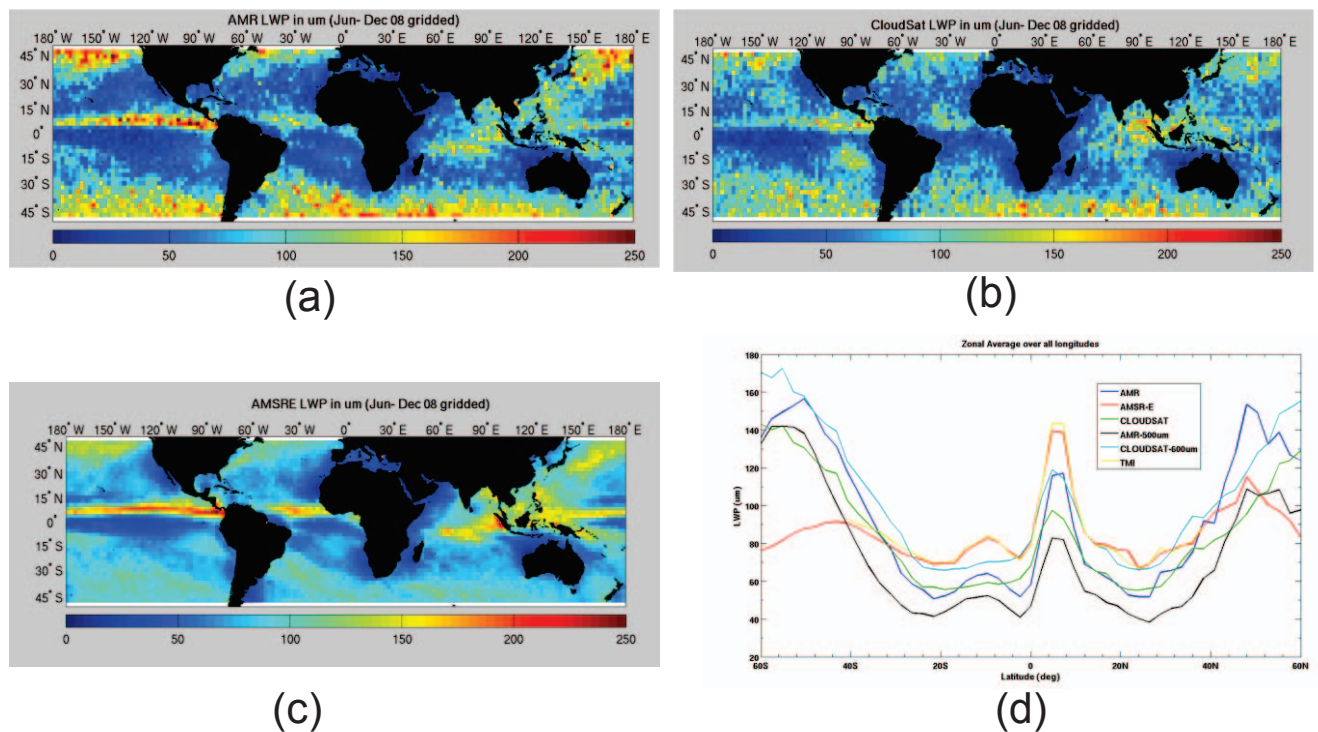 AMR LWP in um (Jun- Dec 08 gridded)
180° W 150° W 120° W 90° W 60° W 30° W 0° 30° E 60° E 90° E 120° E 150° E 180° E
45° N
30° N
15° N
0°
15° S
30° S
45° S
0 50 100 150 200 250
(a)
CloudSat LWP in um (Jun- Dec 08 gridded)
180° W 150° W 120° W 90° W 60° W 30° W 0° 30° E 60° E 90° E 120° E 150° E 180° E
45° N
30° N
15° N
0°
15° S
30° S
45° S
0 50 100 150 200 250
(b)
AMSRE LWP in um (Jun- Dec 08 gridded)
180° W 150° W 120° W 90° W 60° W 30° W 0° 30° E 60° E 90° E 120° E 150° E 180° E
45° N
30° N
15° N
0°
15° S
30° S
45° S
0 50 100 150 200 250
(c)
Zonal Average over all longitudes
180
160
140
120
100
80
60
40
20
LWP (um)
AMR
AMSR-E
CLOUDSAT
AMR-500um
CLOUDSAT-600um
TMI
60S 40S 20S 0 20N 40N 60N
Latitude (deg)
(d)